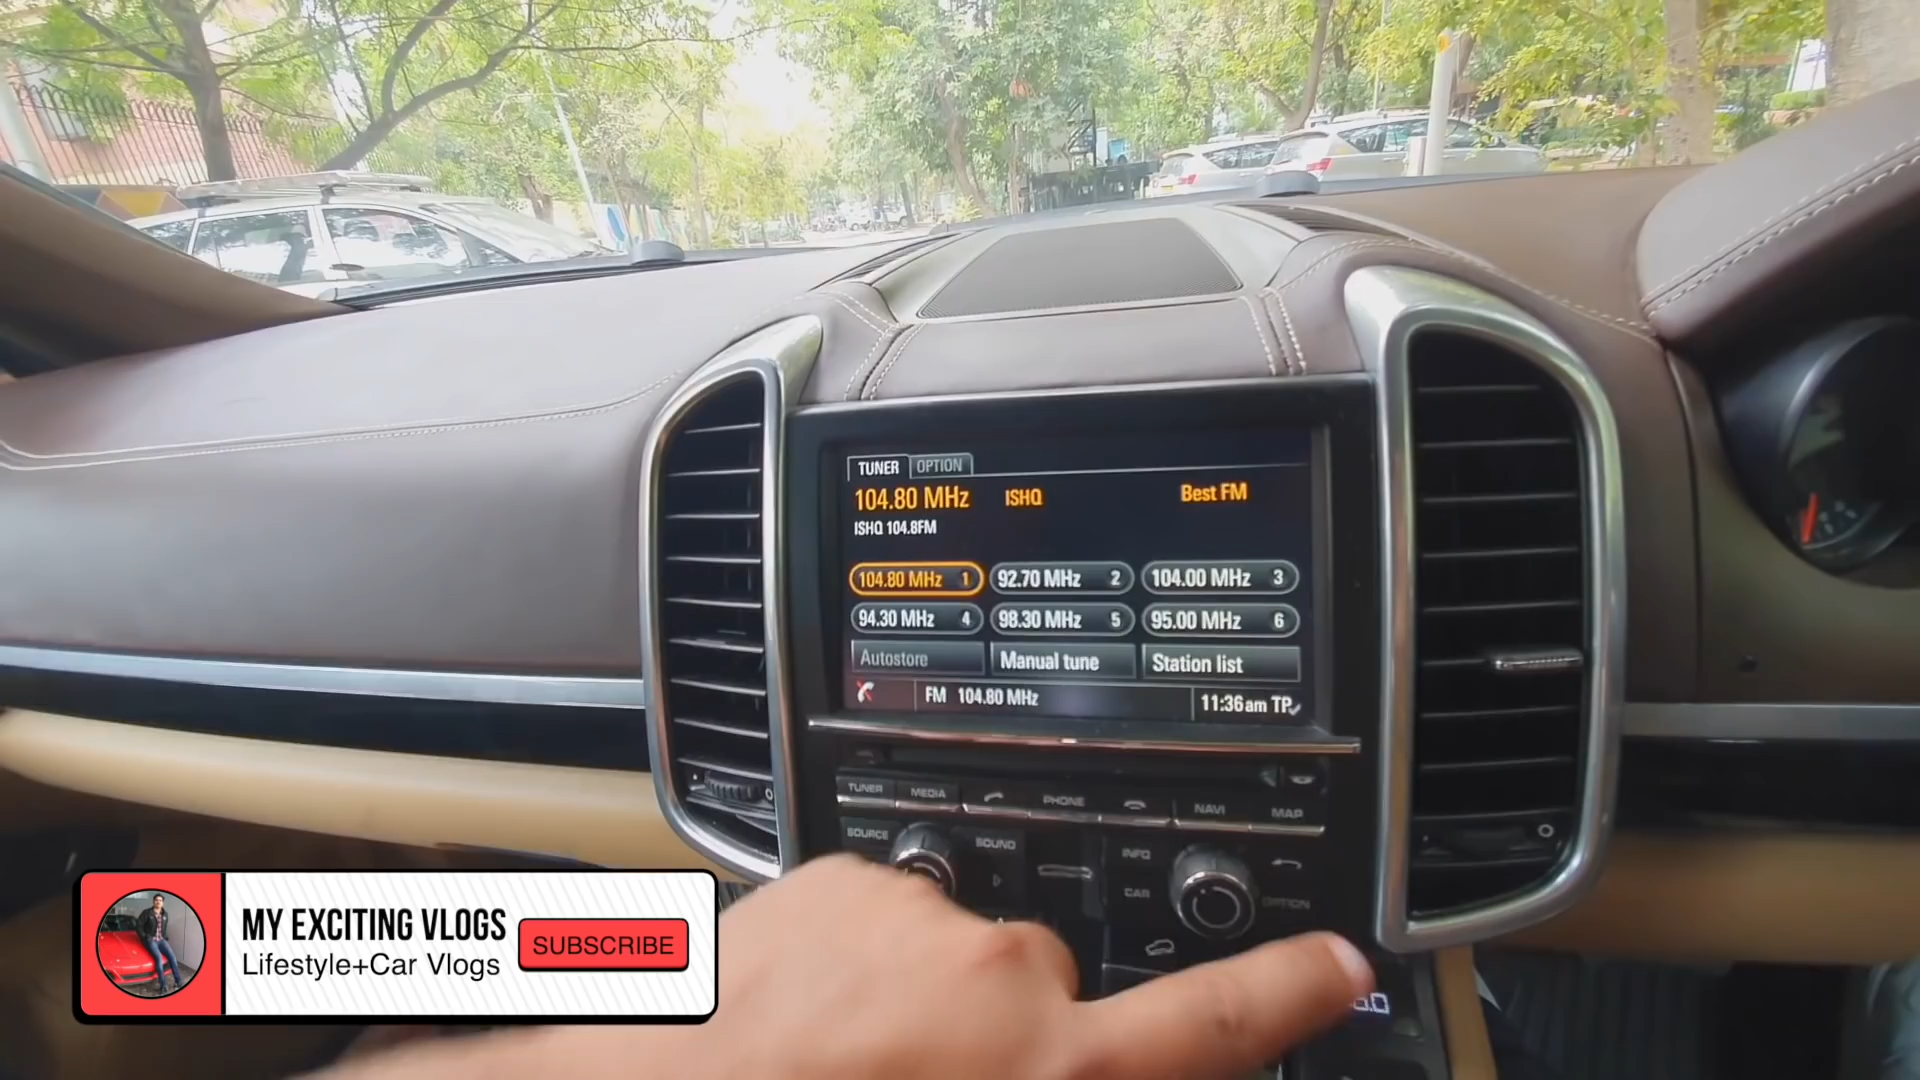 TUNER OPTION
104.80 MHz ISHQ Best FM
ISHQ 104.8FM
104.80 MHz 1 92.70 MHz 2 104.00 MHz 3
94.30 MHz 4 98.30 MHz 5 95.00 MHz 6
Autostore Manual tune Station list
FM 104.80 MHz 11:36am TP
TUNER MEDIA PHONE NAVI MAP
SOURCE SOUND INFO
CAR OPTION
MY EXCITING VLOGS
Lifestyle+Car Vlogs
SUBSCRIBE